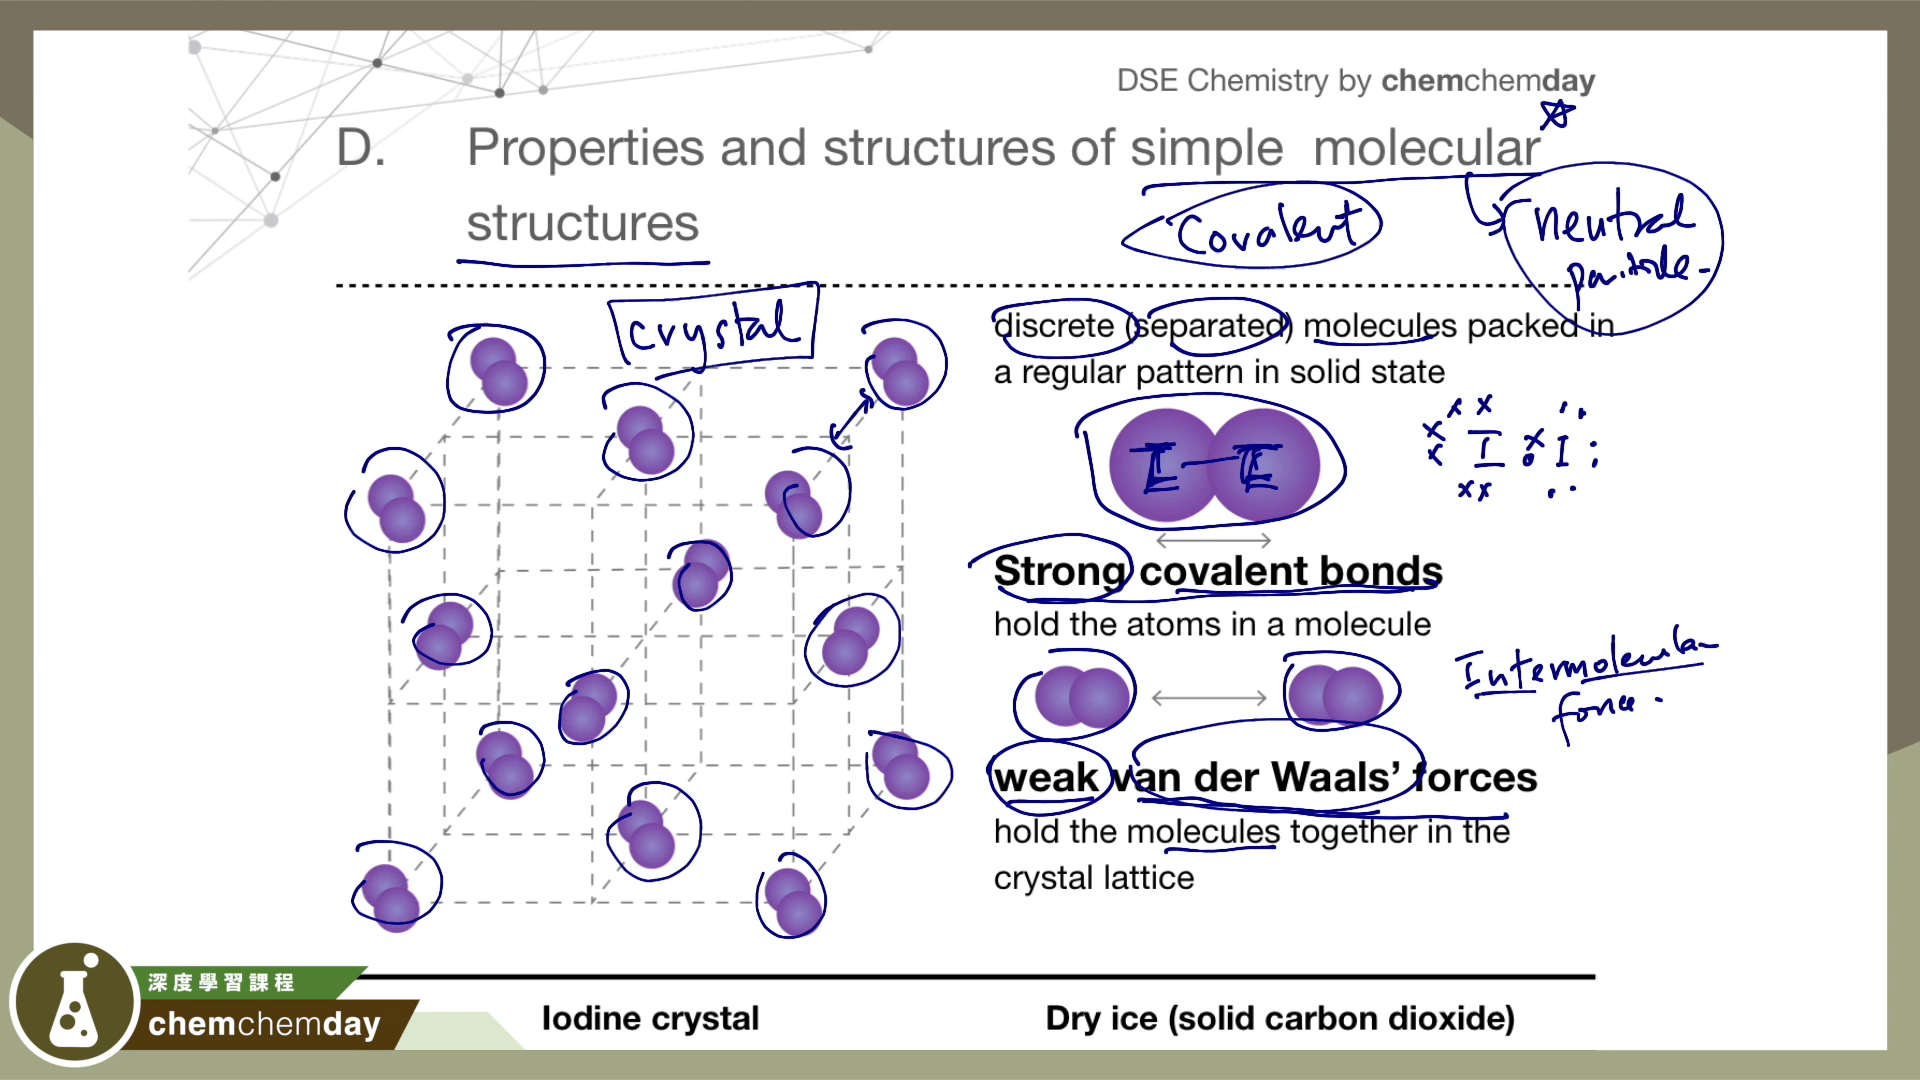 DSE Chemistry by chemchemday
D. Properties and structures of simple molecular
structures
Covalent
neutral
particle
crystal
discrete (separated) molecules packed in
a regular pattern in solid state
I—I
x x
x I x I
x x
Strong covalent bonds
hold the atoms in a molecule
Intermolecular
force.
weak van der Waals’ forces
hold the molecules together in the
crystal lattice
深度學習課程
chemchemday
Iodine crystal Dry ice (solid carbon dioxide)